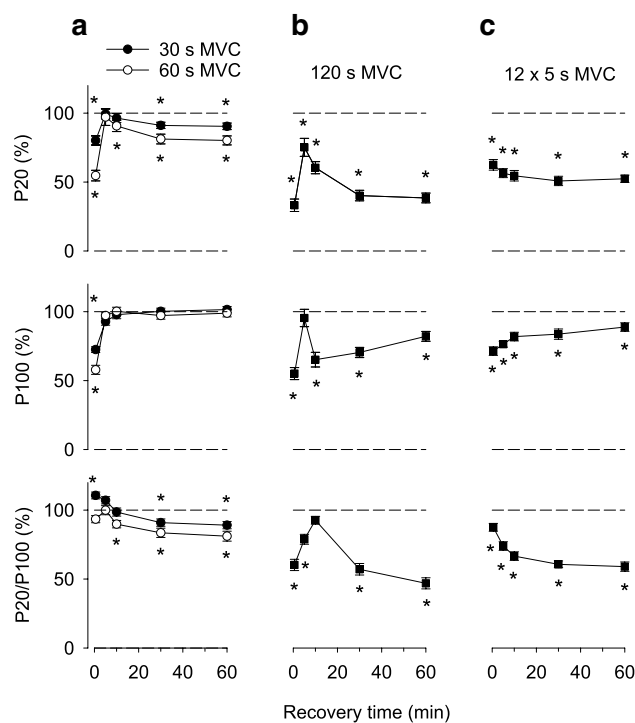 a
b
c
30 s MVC
60 s MVC
120 s MVC
12 x 5 s MVC
P20 (%)
100
50
0
* * *
* * * *
* * * * *
* * * * *
P100 (%)
100
50
0
*
*
* * * *
* * * * *
P20/P100 (%)
100
50
0
* * *
* * *
* * * *
* * * * *
0 20 40 60
0 20 40 60
0 20 40 60
Recovery time (min)